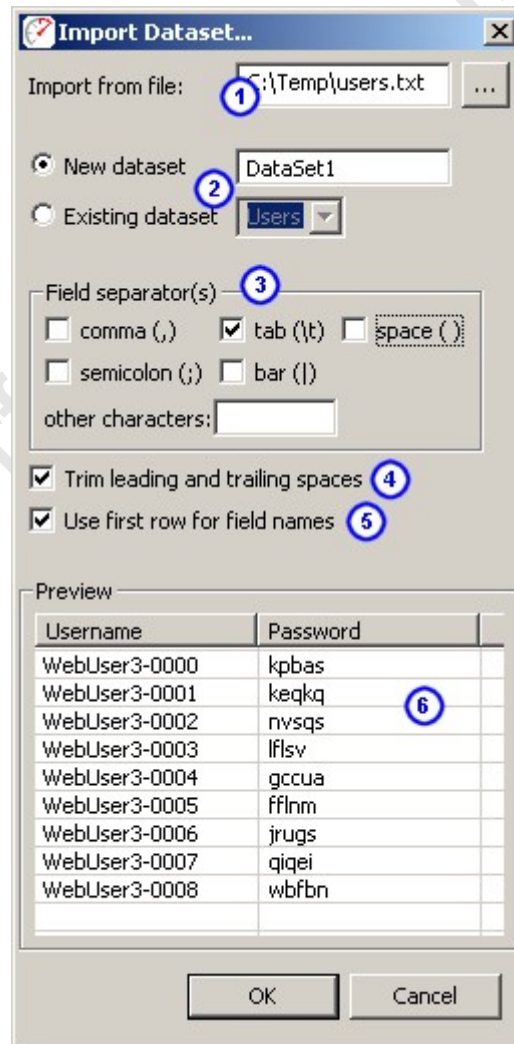 Import Dataset...
Import from file: C:\Temp\users.txt ...
1
New dataset DataSet1
2
Existing dataset Users
Field separator(s) 3
comma (,) tab (\t) space ( )
semicolon (;) bar (|)
other characters:
Trim leading and trailing spaces 4
Use first row for field names 5
Preview
Username Password
WebUser3-0000 kpbas
WebUser3-0001 keqkq
6
WebUser3-0002 nvsqs
WebUser3-0003 lflsv
WebUser3-0004 gccua
WebUser3-0005 fflnm
WebUser3-0006 jrugs
WebUser3-0007 qiqei
WebUser3-0008 wbfbn
OK Cancel